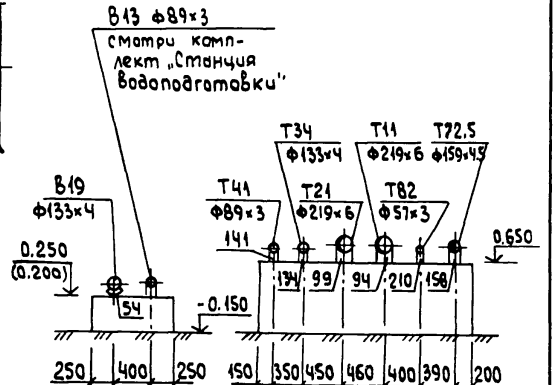 В13 ф89×3
смотри комп-
лект „Станция
водоподготовки"
Т34
ф133×4
Т11
ф219×6
Т72.5
ф159×4.5
В19
ф133×4
Т41
ф89×3
Т21
ф219×6
Т82
ф57×3
141
0.250
(0.200)
0.650
54
134
99
94
210
158
-0.150
250 400 250
150 350 450 460 400 390 200